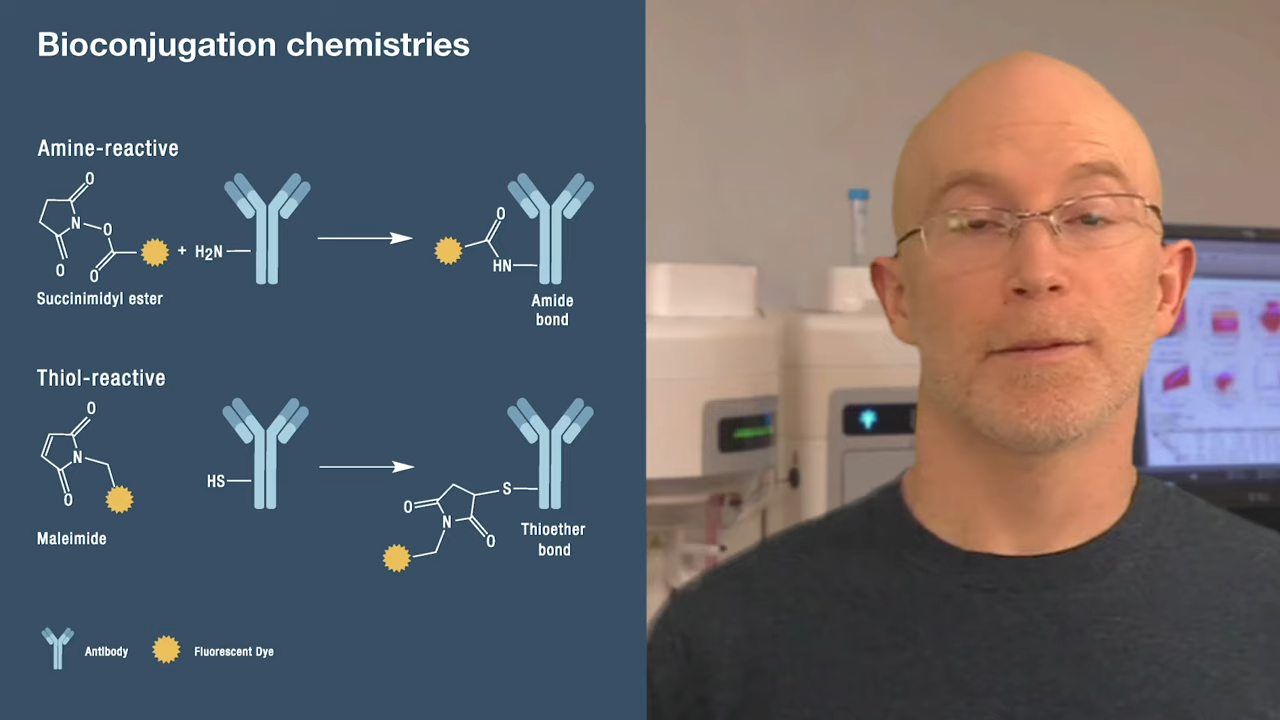 Bioconjugation chemistries
Amine-reactive
O
N
O
O
O
+ H₂N
Succinimidyl ester
O
HN
Amide
bond
Thiol-reactive
O
N
O
Maleimide
HS
O
N
S
O
Thioether
bond
Antibody
Fluorescent Dye